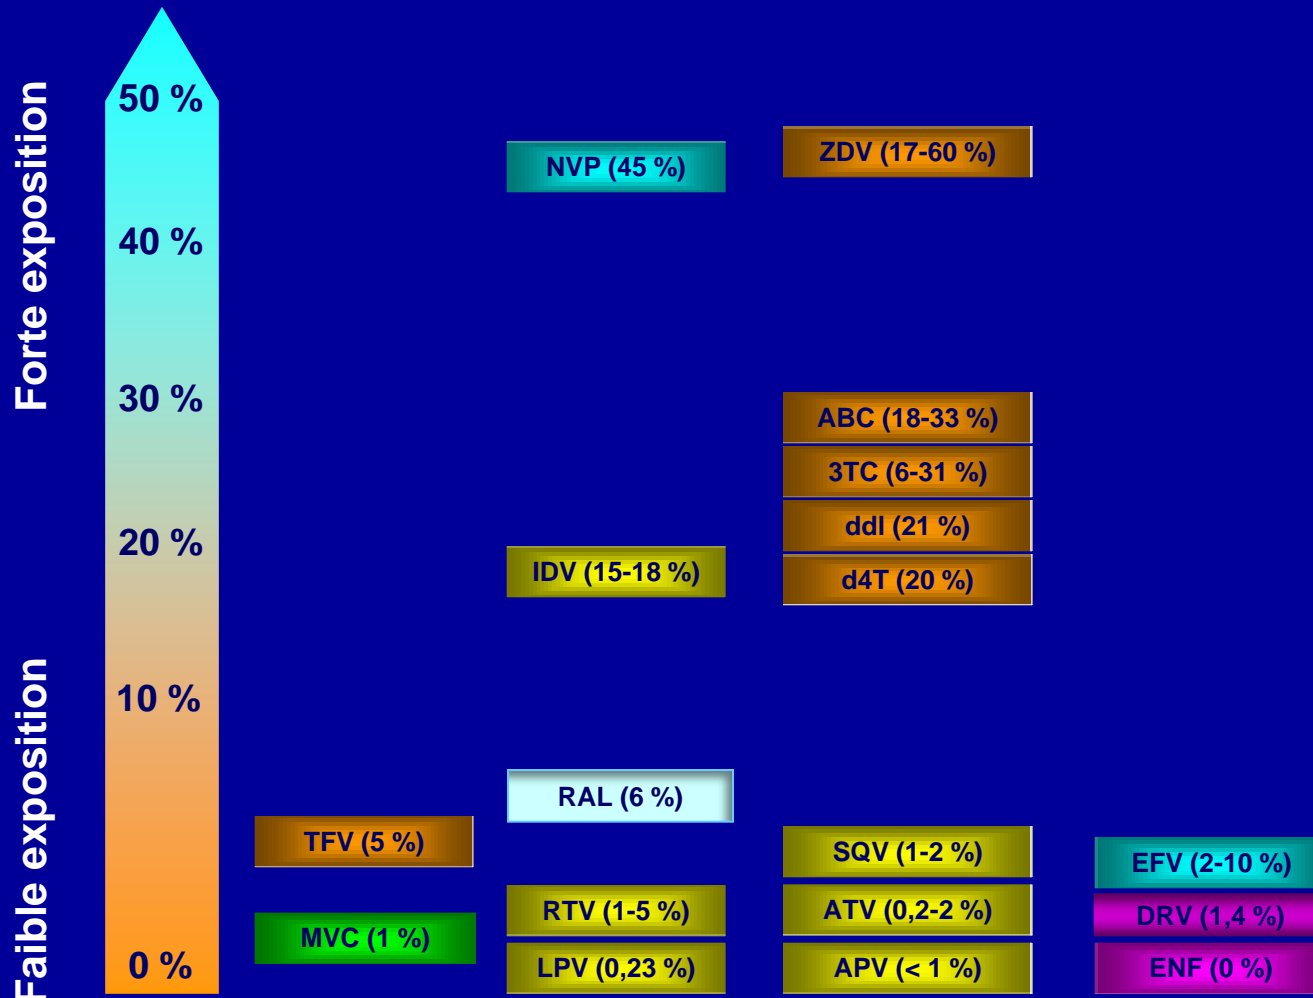 Forte exposition
Faible exposition
50 %
40 %
30 %
20 %
10 %
0 %
NVP (45 %)
ZDV (17-60 %)
ABC (18-33 %)
3TC (6-31 %)
ddI (21 %)
IDV (15-18 %)
d4T (20 %)
RAL (6 %)
TFV (5 %)
SQV (1-2 %)
EFV (2-10 %)
RTV (1-5 %)
ATV (0,2-2 %)
DRV (1,4 %)
MVC (1 %)
LPV (0,23 %)
APV (< 1 %)
ENF (0 %)